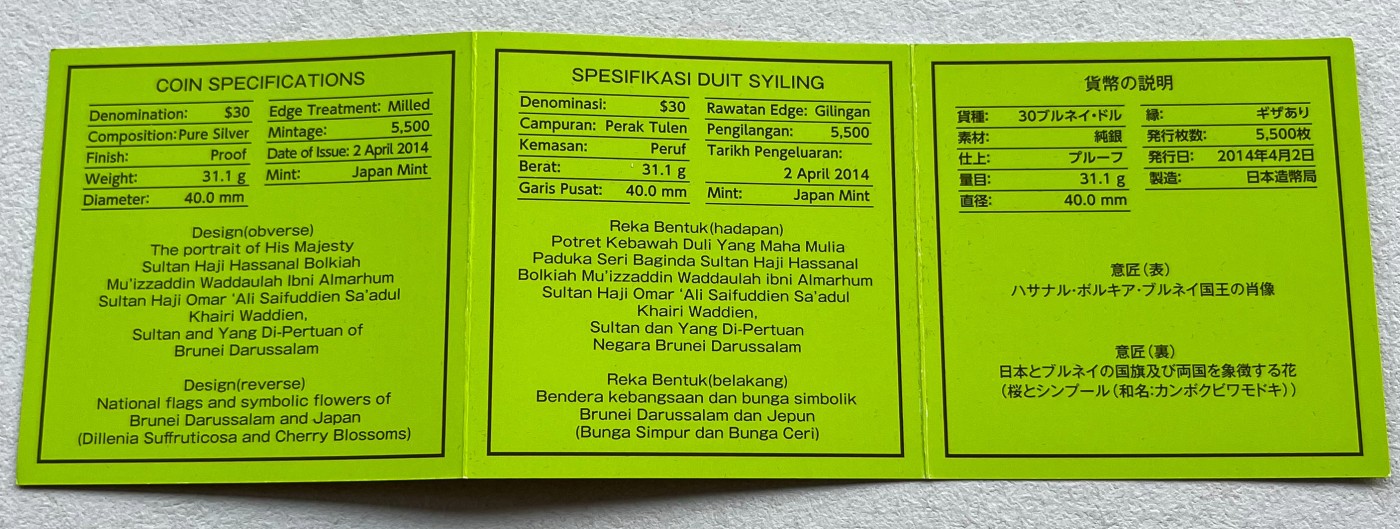 COIN SPECIFICATIONS
Denomination: $30
Composition: Pure Silver
Finish: Proof
Weight: 31.1 g
Diameter: 40.0 mm
Edge Treatment: Milled
Mintage: 5,500
Date of Issue: 2 April 2014
Mint: Japan Mint
Design(obverse)
The portrait of His Majesty
Sultan Haji Hassanal Bolkiah
Mu'izzaddin Waddaulah Ibni Almarhum
Sultan Haji Omar 'Ali Saifuddien Sa'adul
Khairi Waddien,
Sultan and Yang Di-Pertuan of
Brunei Darussalam
Design(reverse)
National flags and symbolic flowers of
Brunei Darussalam and Japan
(Dillenia Suffruticosa and Cherry Blossoms)
SPESIFIKASI DUIT SYILING
Denominasi: $30
Campuran: Perak Tulen
Kemasan: Peruf
Berat: 31.1 g
Garis Pusat: 40.0 mm
Rawatan Edge: Gilingan
Pengilangan: 5,500
Tarikh Pengeluaran:
2 April 2014
Mint: Japan Mint
Reka Bentuk(hadapan)
Potret Kebawah Duli Yang Maha Mulia
Paduka Seri Baginda Sultan Haji Hassanal
Bolkiah Mu'izzaddin Waddaulah ibni Almarhum
Sultan Haji Omar 'Ali Saifuddien Sa'adul
Khairi Waddien,
Sultan dan Yang Di-Pertuan
Negara Brunei Darussalam
Reka Bentuk(belakang)
Bendera kebangsaan dan bunga simbolik
Brunei Darussalam dan Jepun
(Bunga Simpur dan Bunga Ceri)
貨幣の説明
貨種: 30ブルネイ・ドル
素材: 純銀
仕上: プルーフ
量目: 31.1 g
直径: 40.0 mm
縁: ギザあり
発行枚数: 5,500枚
発行日: 2014年4月2日
製造: 日本造幣局
意匠(表)
ハサナル・ボルキア・ブルネイ国王の肖像
意匠(裏)
日本とブルネイの国旗及び両国を象徴する花
(桜とシンプール(和名:カンボクビワモドキ))